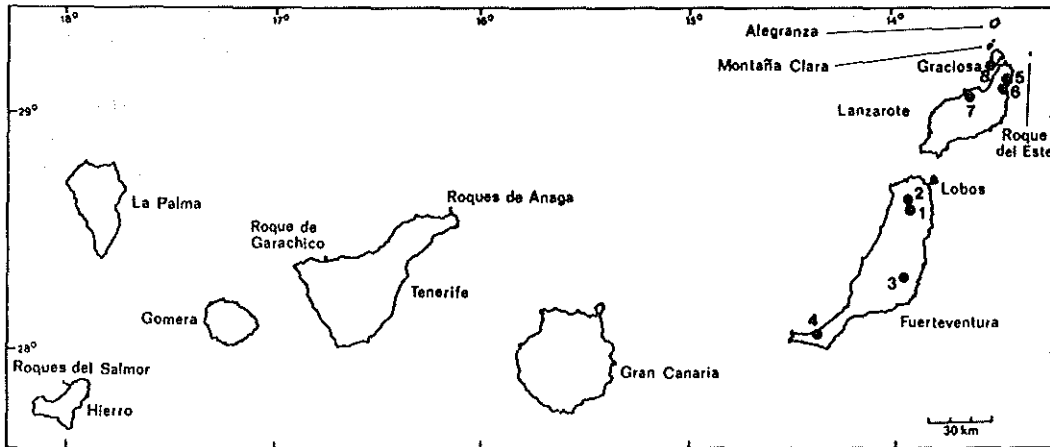 18°
17°
16°
15°
14°
Alegranza
Montaña Clara
Graciosa
8
5
6
29°
Lanzarote
7
Roque
del Este
Lobos
2
1
La Palma
Roques de Anaga
Roque de
Garachico
3
Tenerife
Gomera
4
Fuerteventura
28°
Roques del Salmor
Gran Canaria
Hierro
30 km